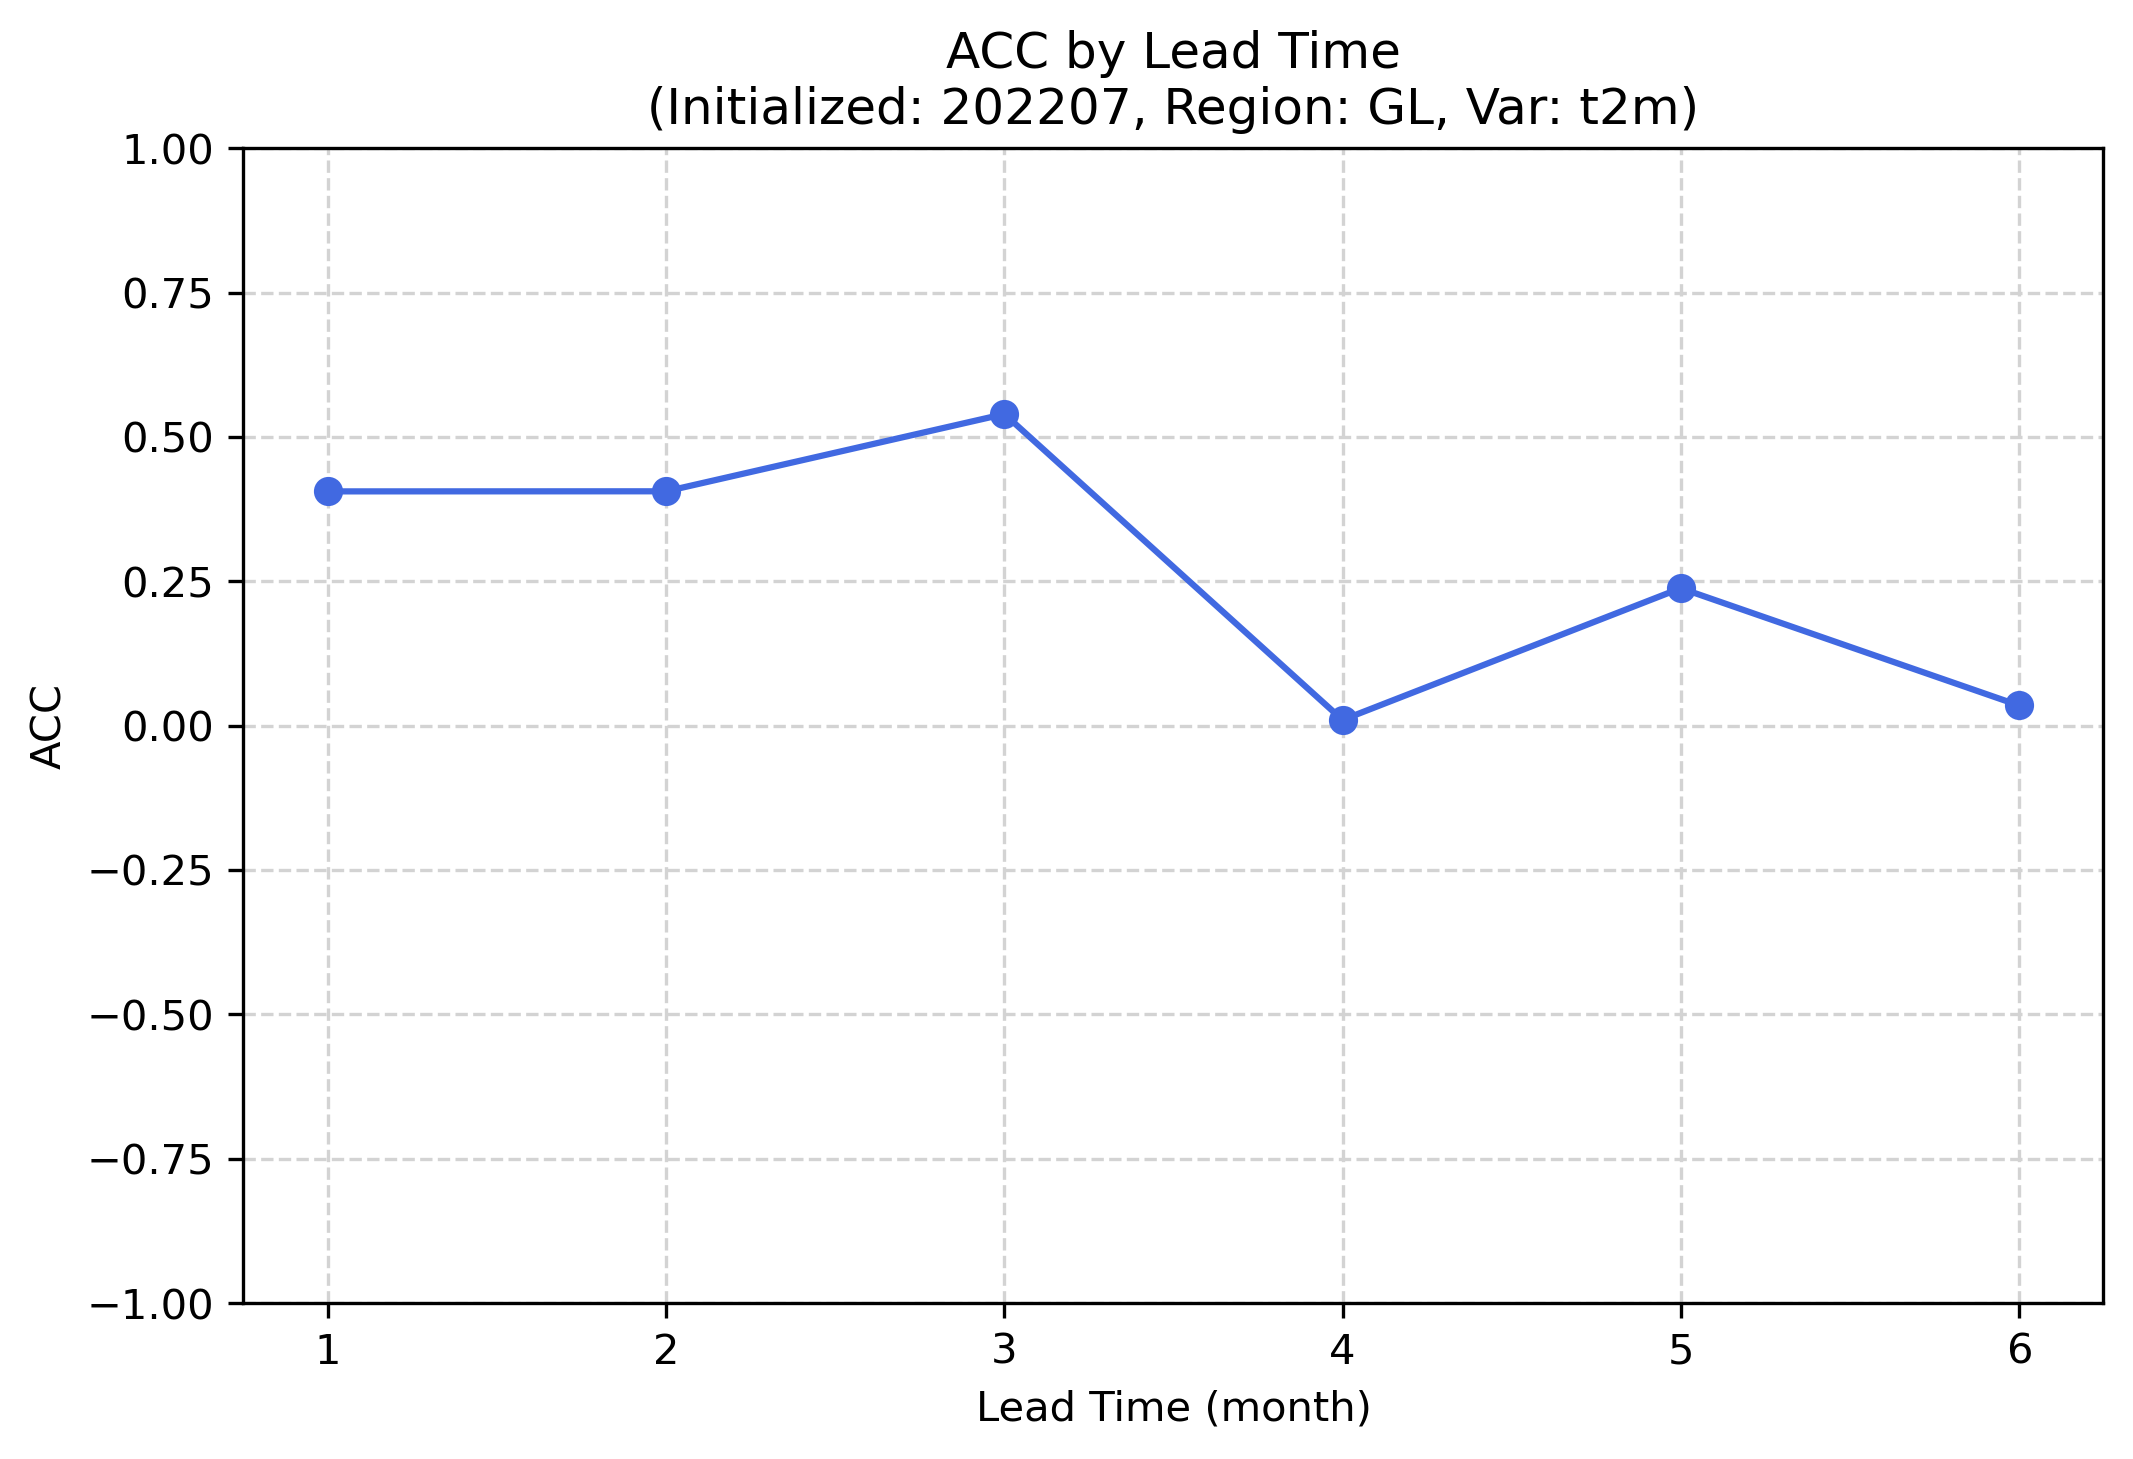 ACC by Lead Time
(Initialized: 202207, Region: GL, Var: t2m)
1.00
0.75
0.50
0.25
0.00
−0.25
−0.50
−0.75
−1.00
ACC
1 2 3 4 5 6
Lead Time (month)